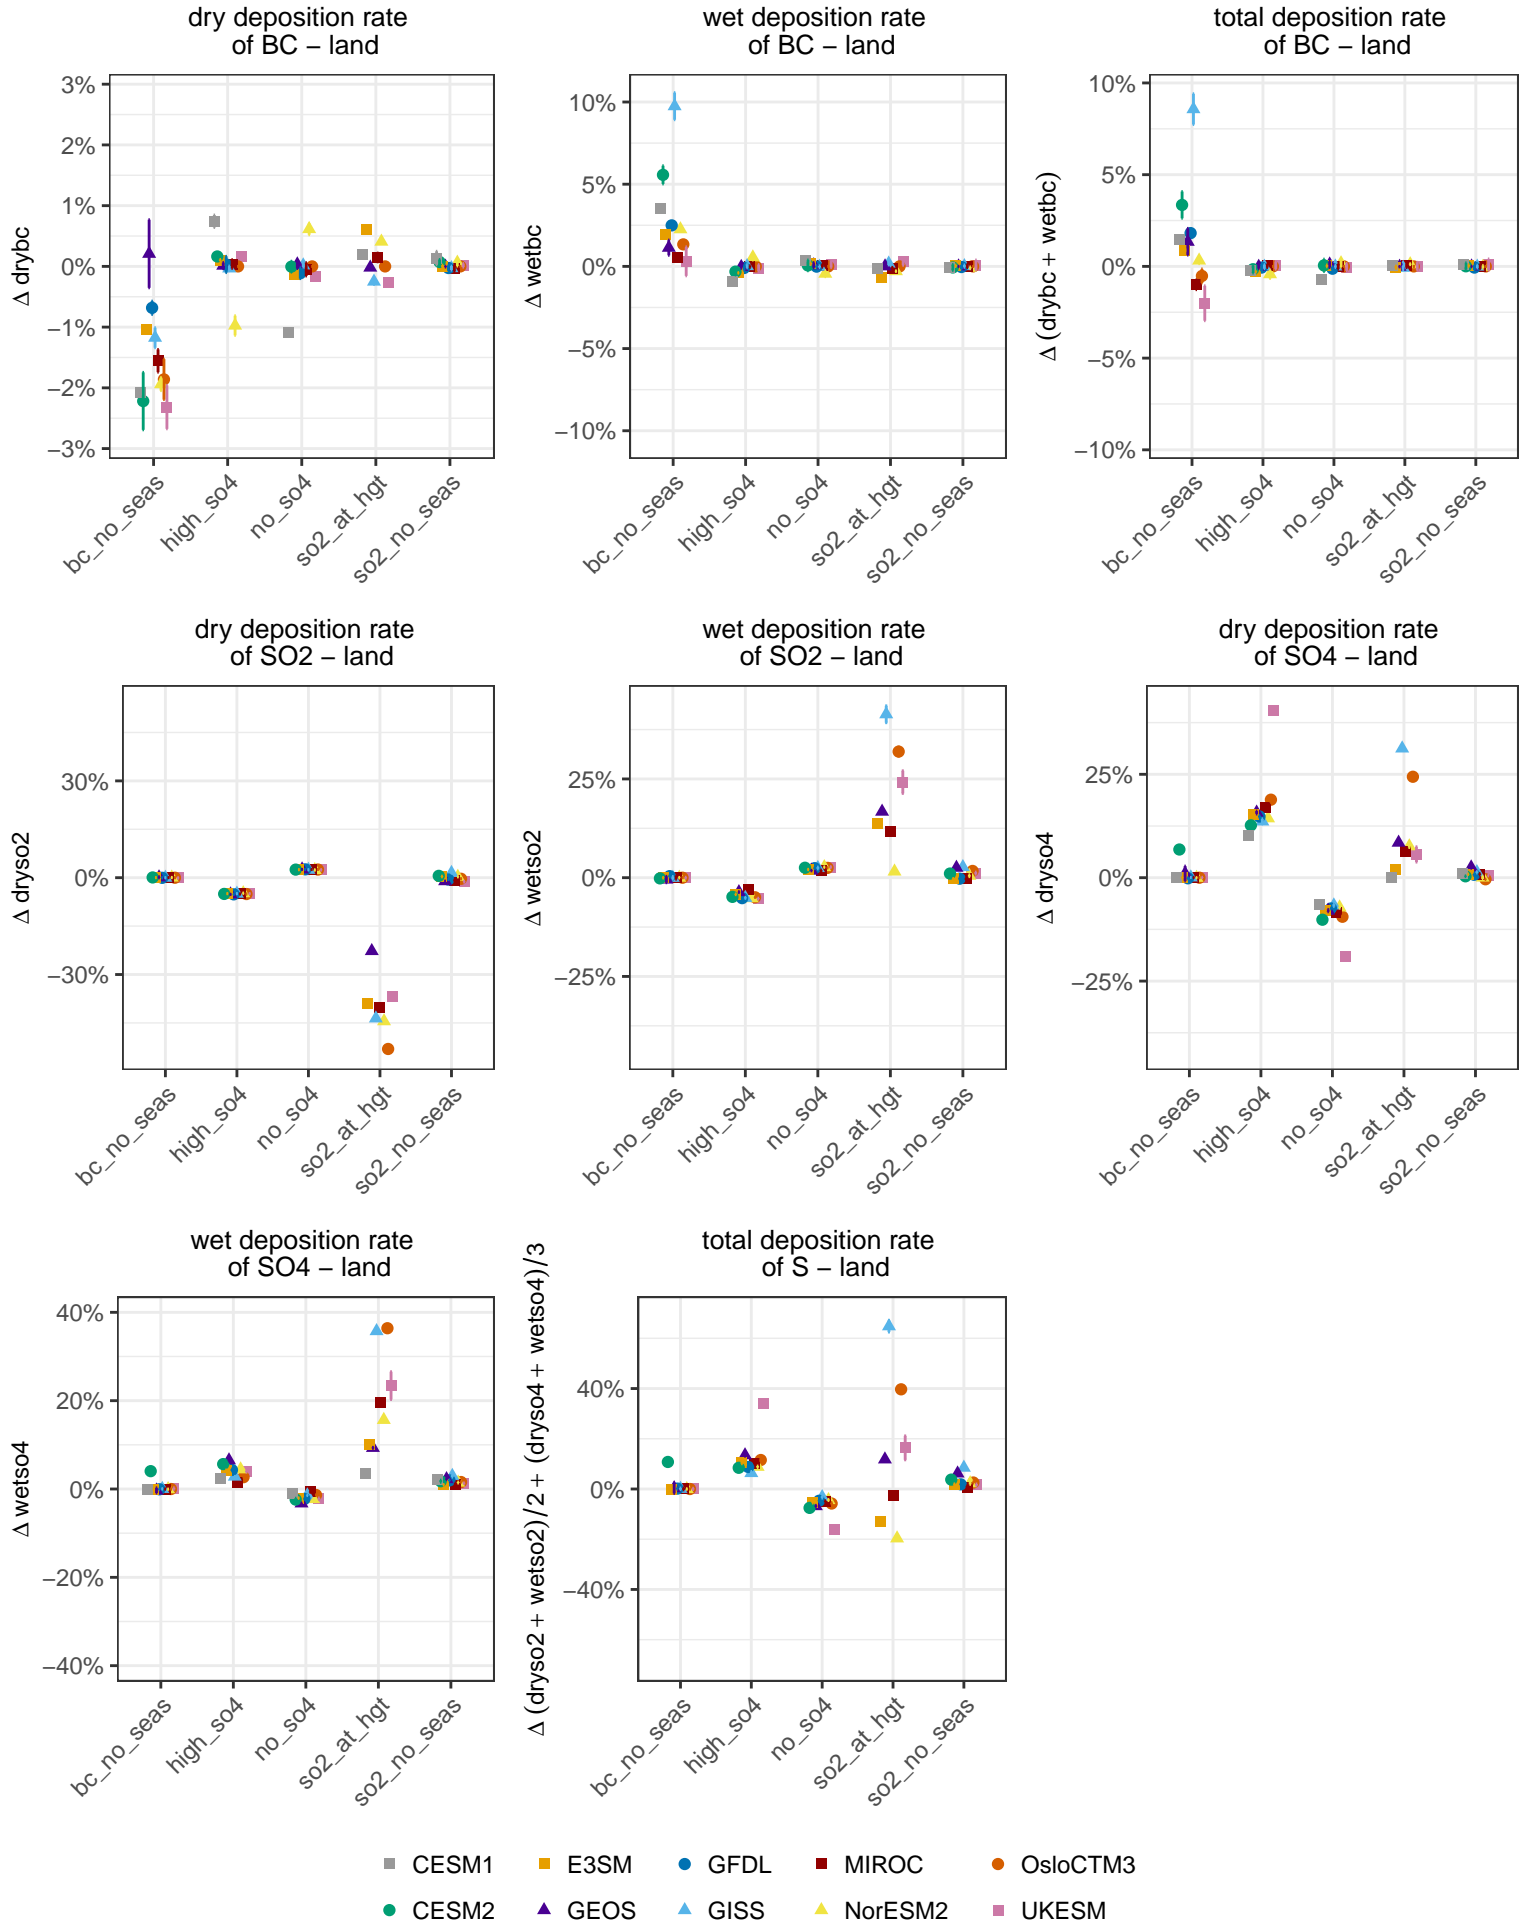 dry deposition rate
of BC – land
Δ drybc
3%
2%
1%
0%
−1%
−2%
−3%
bc_no_seas
high_so4
no_so4
so2_at_hgt
so2_no_seas
wet deposition rate
of BC – land
Δ wetbc
10%
5%
0%
−5%
−10%
bc_no_seas
high_so4
no_so4
so2_at_hgt
so2_no_seas
total deposition rate
of BC – land
Δ (drybc + wetbc)
10%
5%
0%
−5%
−10%
bc_no_seas
high_so4
no_so4
so2_at_hgt
so2_no_seas
dry deposition rate
of SO2 – land
Δ dryso2
30%
0%
−30%
bc_no_seas
high_so4
no_so4
so2_at_hgt
so2_no_seas
wet deposition rate
of SO2 – land
Δ wetso2
25%
0%
−25%
bc_no_seas
high_so4
no_so4
so2_at_hgt
so2_no_seas
dry deposition rate
of SO4 – land
Δ dryso4
25%
0%
−25%
bc_no_seas
high_so4
no_so4
so2_at_hgt
so2_no_seas
wet deposition rate
of SO4 – land
Δ wetso4
40%
20%
0%
−20%
−40%
bc_no_seas
high_so4
no_so4
so2_at_hgt
so2_no_seas
total deposition rate
of S – land
Δ (dryso2 + wetso2)/2 + (dryso4 + wetso4)/3
40%
0%
−40%
bc_no_seas
high_so4
no_so4
so2_at_hgt
so2_no_seas
CESM1 E3SM GFDL MIROC OsloCTM3
CESM2 GEOS GISS NorESM2 UKESM